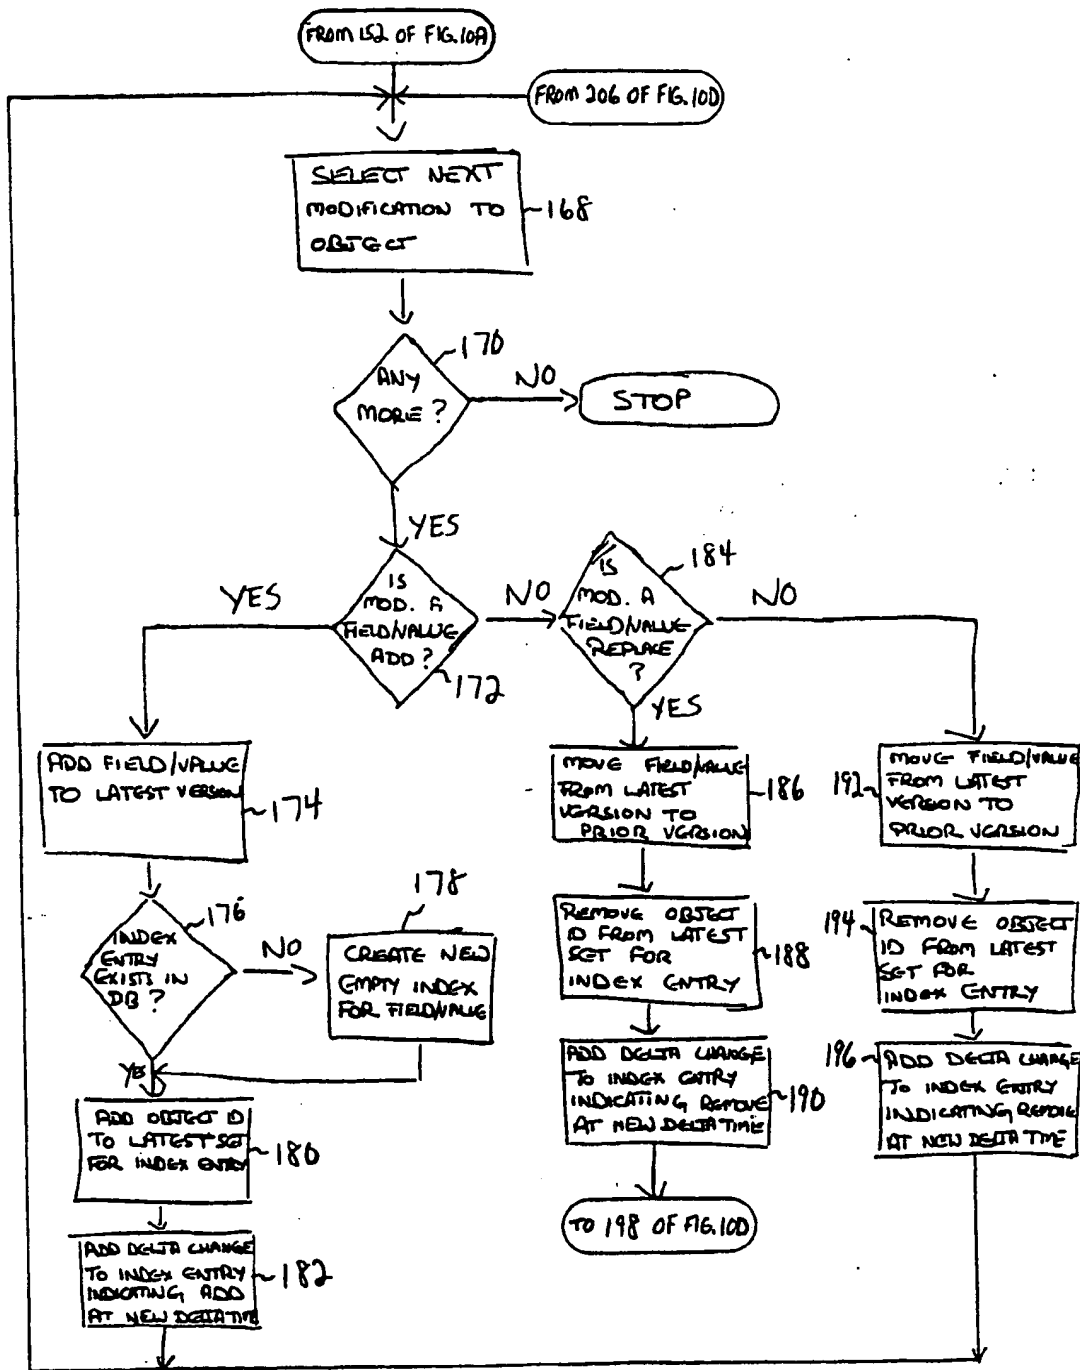 FROM 152 OF FIG. 10A
FROM 206 OF FIG. 10D
SELECT NEXT
MODIFICATION TO
OBJECT
168
170
ANY
MORE ?
NO
STOP
YES
184
YES
IS
MOD. A
FIELD/VALUE
ADD ?
172
NO
IS
MOD. A
FIELD/VALUE
REPLACE
?
NO
YES
ADD FIELD/VALUE
TO LATEST VERSION
174
MOVE FIELD/VALUE
FROM LATEST
VERSION TO
PRIOR VERSION
186
192
MOVE FIELD/VALUE
FROM LATEST
VERSION TO
PRIOR VERSION
176
INDEX
ENTRY
EXISTS IN
DB ?
NO
178
CREATE NEW
EMPTY INDEX
FOR FIELD/VALUE
REMOVE OBJECT
ID FROM LATEST
SET FOR
INDEX ENTRY
188
194
REMOVE OBJECT
ID FROM LATEST
SET FOR
INDEX ENTRY
YES
ADD OBJECT ID
TO LATEST SET
FOR INDEX ENTRY
180
ADD DELTA CHANGE
TO INDEX ENTRY
INDICATING REMOVE
AT NEW DELTA TIME
190
196
ADD DELTA CHANGE
TO INDEX ENTRY
INDICATING REMOVE
AT NEW DELTA TIME
TO 198 OF FIG. 10D
ADD DELTA CHANGE
TO INDEX ENTRY
INDICATING ADD
AT NEW DELTA TIME
182